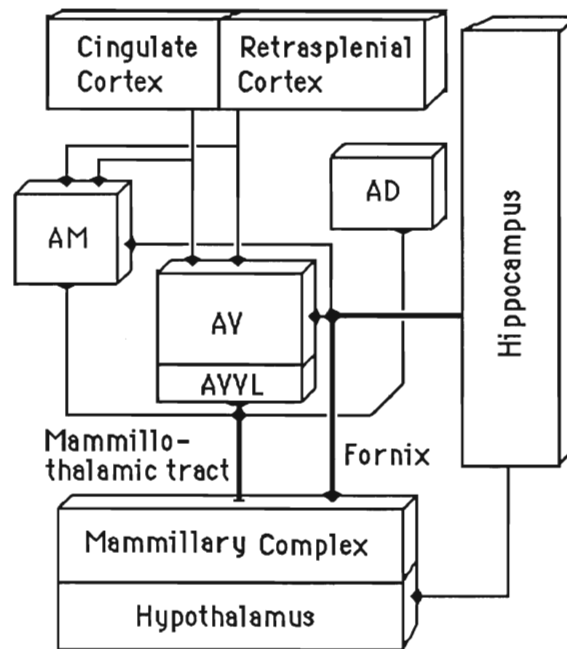 Cingulate
Cortex
Retrasplenial
Cortex
AM
AD
Hippocampus
AV
AVVL
Mammillo-
thalamic tract
Fornix
Mammillary Complex
Hypothalamus